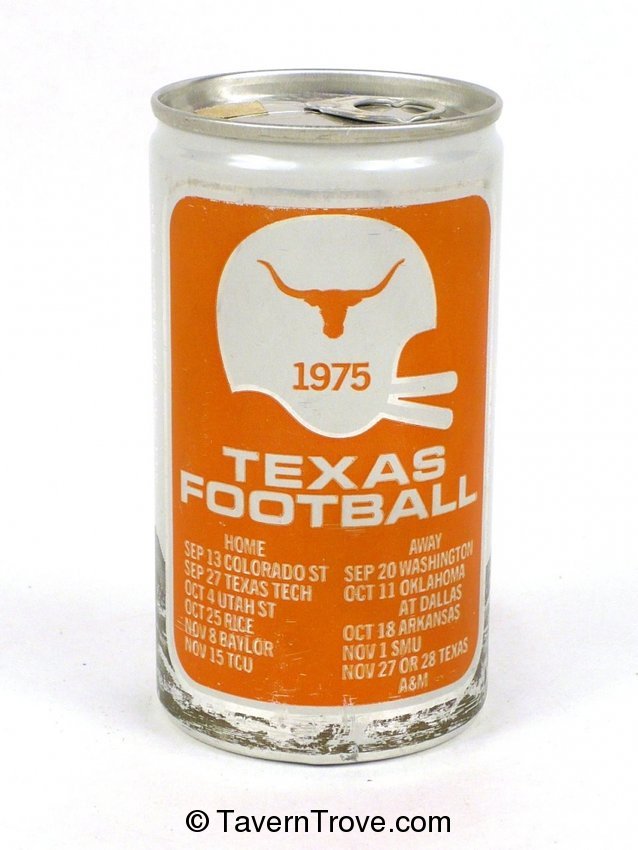 1975
TEXAS
FOOTBALL
HOME
SEP 13 COLORADO ST
SEP 27 TEXAS TECH
OCT 4 UTAH ST
OCT 25 RICE
NOV 8 BAYLOR
NOV 15 TCU
AWAY
SEP 20 WASHINGTON
OCT 11 OKLAHOMA
AT DALLAS
OCT 18 ARKANSAS
NOV 1 SMU
NOV 27 OR 28 TEXAS
A&M
© TavernTrove.com